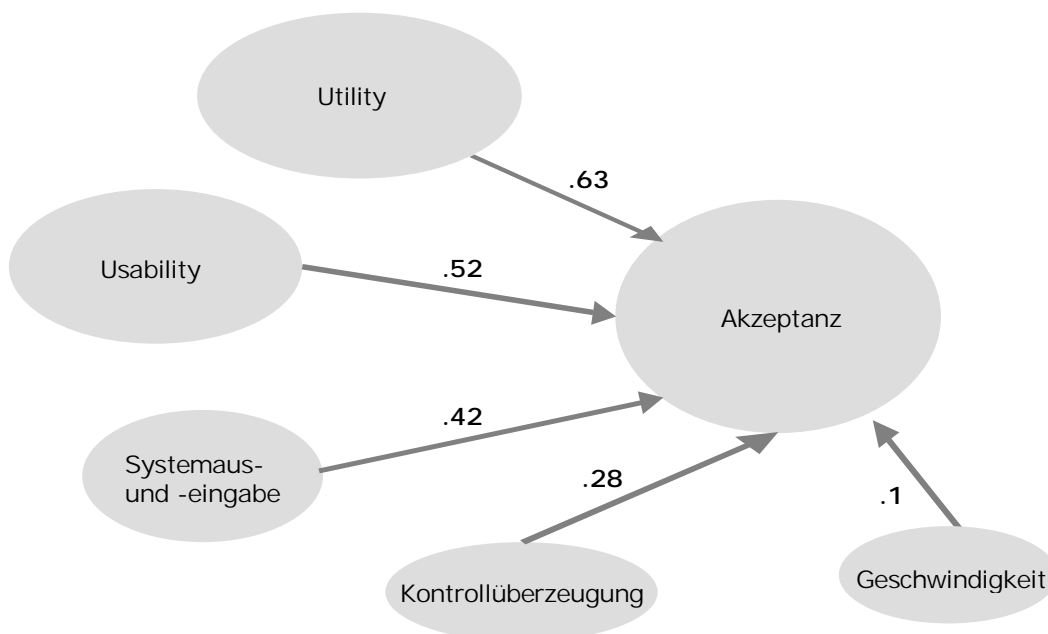 Utility
.63
Usability
.52
Akzeptanz
.42
Systemaus-
und -eingabe
.28
.1
Kontrollüberzeugung
Geschwindigkeit